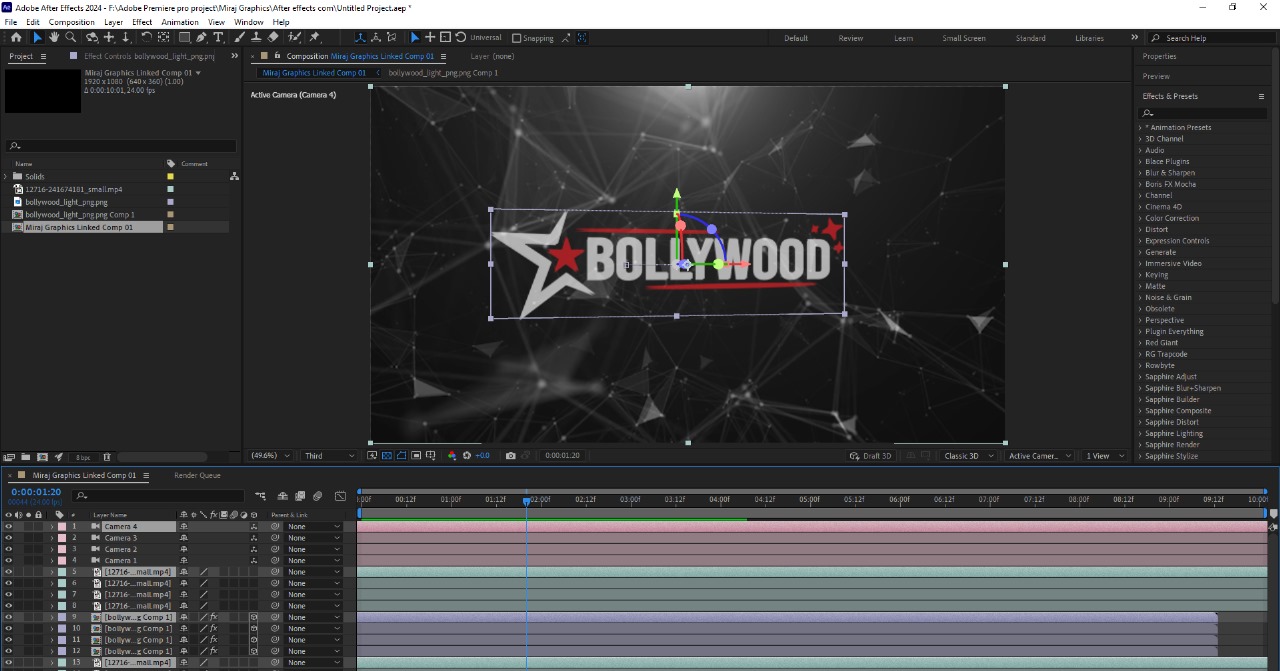 Adobe After Effects 2024 - F:\Adobe Premiere pro project\Miraj Graphics\After effects com\Untitled Project.aep *
File Edit Composition Layer Effect Animation View Window Help
Universal Snapping Default Review Learn Small Screen Standard Libraries Search Help
Project Effect Controls bollywood_light_png.pn
Miraj Graphics Linked Comp 01
1920 x 1080 (640 x 360) (1.00)
Δ 0:00:10:01, 24.00 fps
Name Comment
Solids
12716-241674181_small.mp4
bollywood_light_png.png
bollywood_light_png.png Comp 1
Miraj Graphics Linked Comp 01
8 bpc
Composition Miraj Graphics Linked Comp 01 Layer (none)
Miraj Graphics Linked Comp 01 bollywood_light_png.png Comp 1
Active Camera (Camera 4)
BOLLYWOOD
(49.6%) Third +0.0 0:00:01:20 Draft 3D Classic 3D Active Camer... 1 View
Properties
Preview
Effects & Presets
* Animation Presets
3D Channel
Audio
Blace Plugins
Blur & Sharpen
Boris FX Mocha
Channel
Cinema 4D
Color Correction
Distort
Expression Controls
Generate
Immersive Video
Keying
Matte
Noise & Grain
Obsolete
Perspective
Plugin Everything
Red Giant
RG Trapcode
Rowbyte
Sapphire Adjust
Sapphire Blur+Sharpen
Sapphire Builder
Sapphire Composite
Sapphire Distort
Sapphire Lighting
Sapphire Render
Sapphire Stylize
Miraj Graphics Linked Comp 01 Render Queue
0:00:01:20
00044 (24.00 fps)
:00f 00:12f 01:00f 01:12f 02:00f 02:12f 03:00f 03:12f 04:00f 04:12f 05:00f 05:12f 06:00f 06:12f 07:00f 07:12f 08:00f 08:12f 09:00f 09:12f 10:00
# Layer Name Parent & Link
1 Camera 4 None
2 Camera 3 None
3 Camera 2 None
4 Camera 1 None
5 [12716-...mall.mp4] None
6 [12716-...mall.mp4] None
7 [12716-...mall.mp4] None
8 [12716-...mall.mp4] None
9 [bollyw...g Comp 1] None
10 [bollyw...g Comp 1] None
11 [bollyw...g Comp 1] None
12 [bollyw...g Comp 1] None
13 [12716-...mall.mp4] None